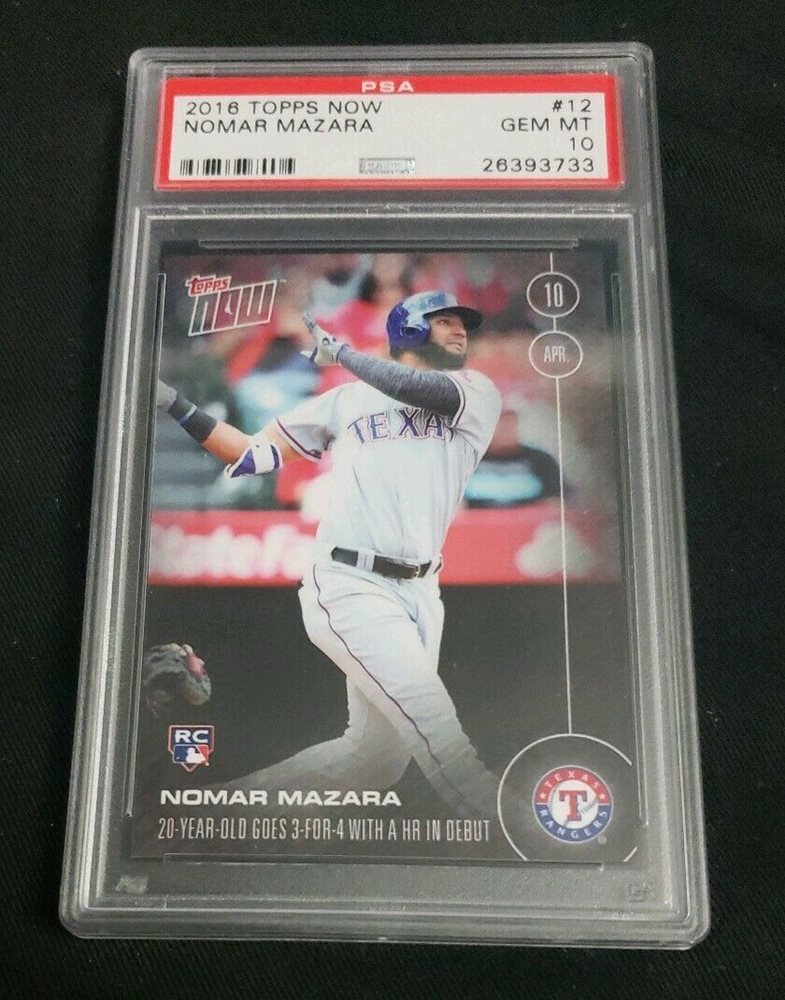 PSA
2016 TOPPS NOW #12
NOMAR MAZARA GEM MT
10
26393733
topps
NOW
10
APR.
TEXAS
StateFa
RC
NOMAR MAZARA
20-YEAR-OLD GOES 3-FOR-4 WITH A HR IN DEBUT
TEXAS
T
RANGERS